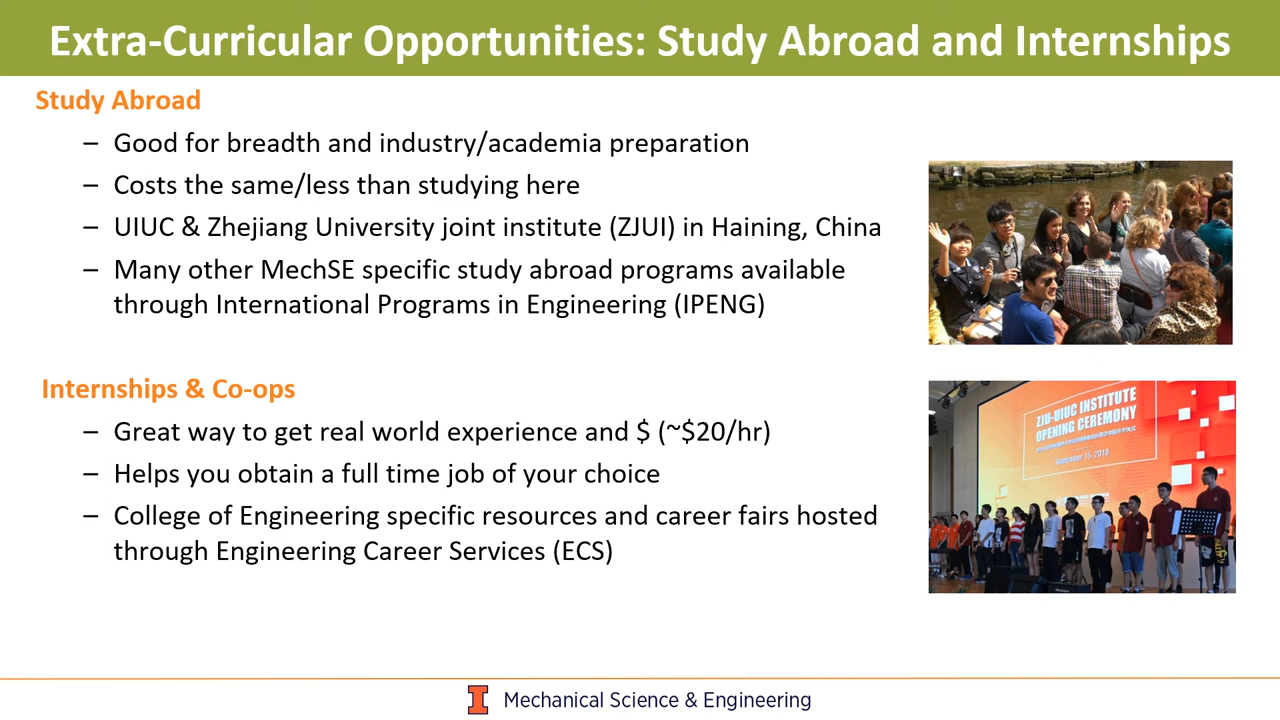 Extra-Curricular Opportunities: Study Abroad and Internships
Study Abroad
– Good for breadth and industry/academia preparation
– Costs the same/less than studying here
– UIUC & Zhejiang University joint institute (ZJUI) in Haining, China
– Many other MechSE specific study abroad programs available
through International Programs in Engineering (IPENG)
Internships & Co-ops
– Great way to get real world experience and $ (~$20/hr)
– Helps you obtain a full time job of your choice
– College of Engineering specific resources and career fairs hosted
through Engineering Career Services (ECS)
ZJU-UIUC INSTITUTE
OPENING CEREMONY
September 15, 2018
I Mechanical Science & Engineering